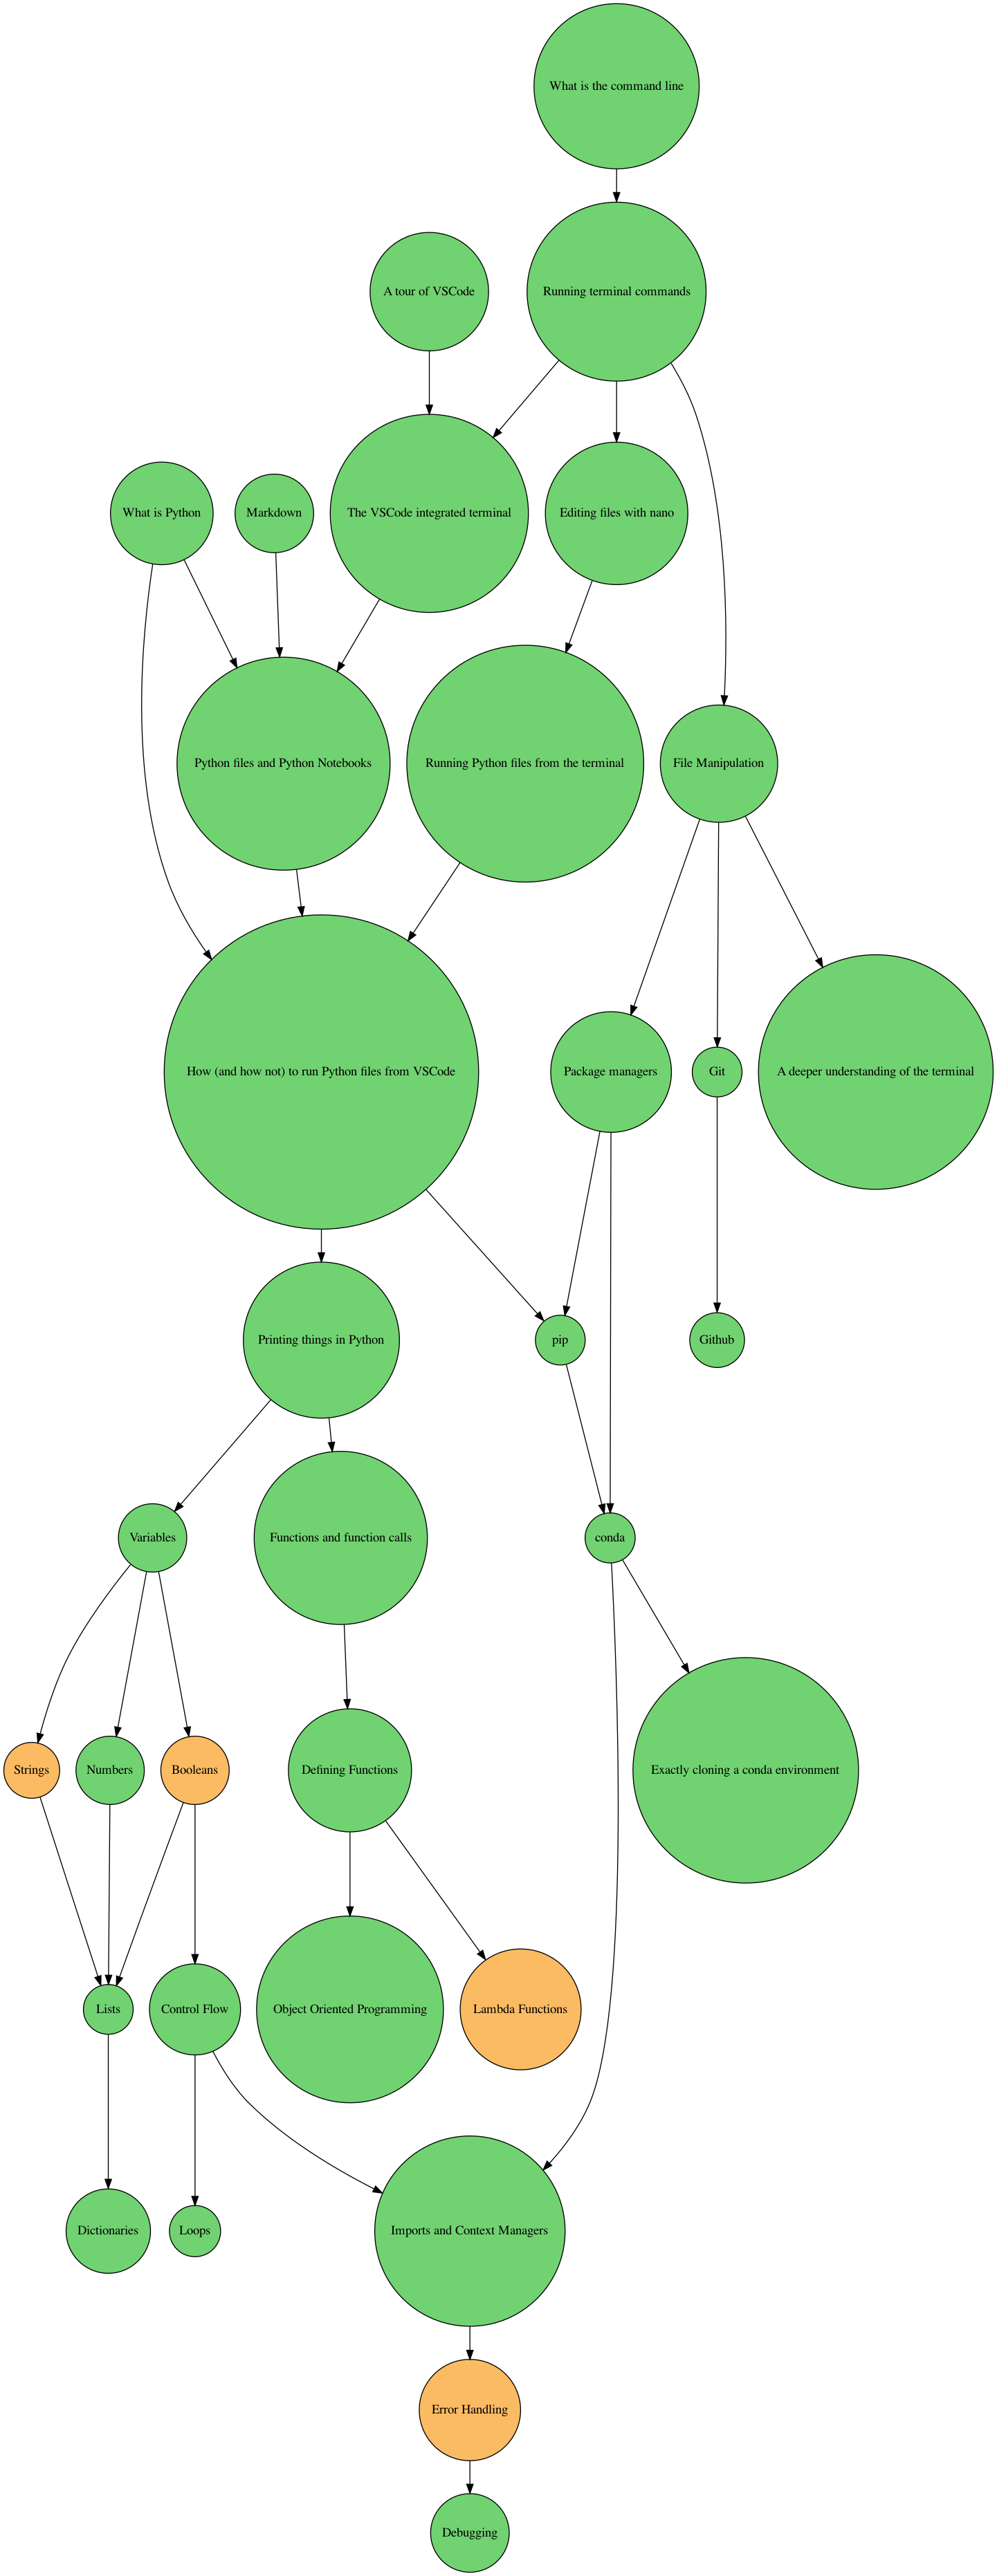 What is the command line
A tour of VSCode
Running terminal commands
What is Python
Markdown
The VSCode integrated terminal
Editing files with nano
Python files and Python Notebooks
Running Python files from the terminal
File Manipulation
How (and how not) to run Python files from VSCode
Package managers
Git
A deeper understanding of the terminal
Printing things in Python
pip
Github
Variables
Functions and function calls
conda
Strings
Numbers
Booleans
Defining Functions
Exactly cloning a conda environment
Lists
Control Flow
Object Oriented Programming
Lambda Functions
Dictionaries
Loops
Imports and Context Managers
Error Handling
Debugging